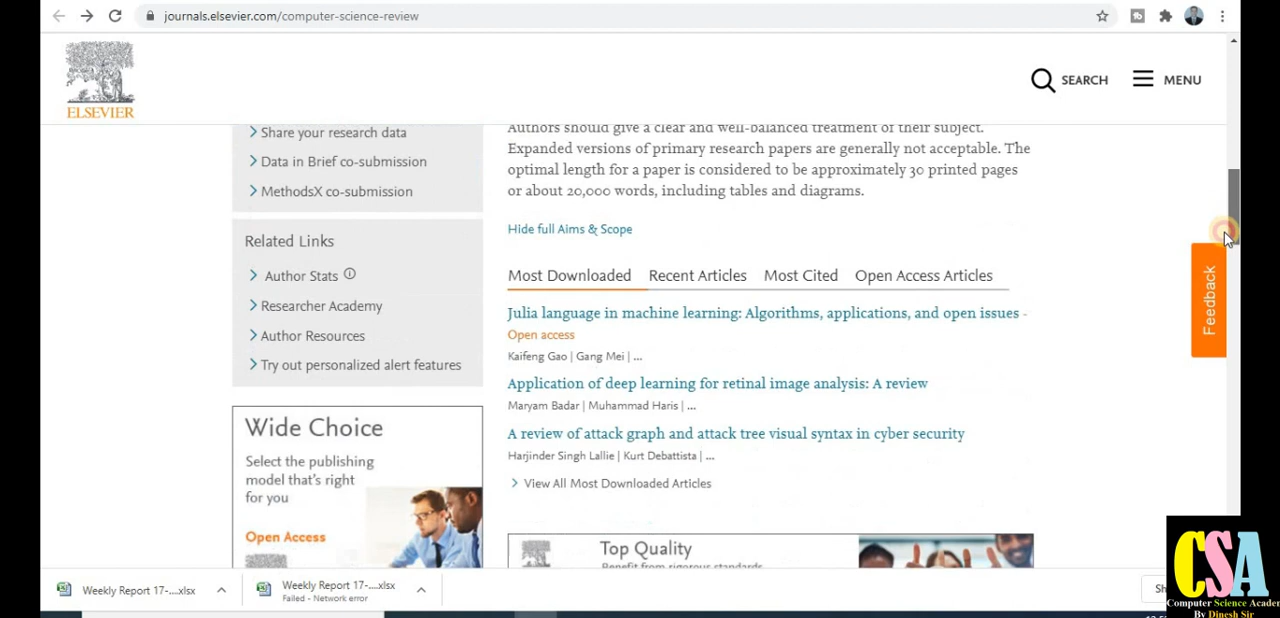 journals.elsevier.com/computer-science-review
ELSEVIER
SEARCH
MENU
Share your research data
Data in Brief co-submission
MethodsX co-submission
Related Links
Author Stats
Researcher Academy
Author Resources
Try out personalized alert features
Wide Choice
Select the publishing
model that's right
for you
Open Access
Authors should give a clear and well-balanced treatment of their subject.
Expanded versions of primary research papers are generally not acceptable. The
optimal length for a paper is considered to be approximately 30 printed pages
or about 20,000 words, including tables and diagrams.
Hide full Aims & Scope
Most Downloaded Recent Articles Most Cited Open Access Articles
Julia language in machine learning: Algorithms, applications, and open issues -
Open access
Kaifeng Gao | Gang Mei | ...
Application of deep learning for retinal image analysis: A review
Maryam Badar | Muhammad Haris | ...
A review of attack graph and attack tree visual syntax in cyber security
Harjinder Singh Lallie | Kurt Debattista | ...
View All Most Downloaded Articles
Top Quality
Benefit from rigorous standards
Feedback
Weekly Report 17-....xlsx
Weekly Report 17-....xlsx
Failed - Network error
CSA
Computer Science Academ
By Dinesh Sir